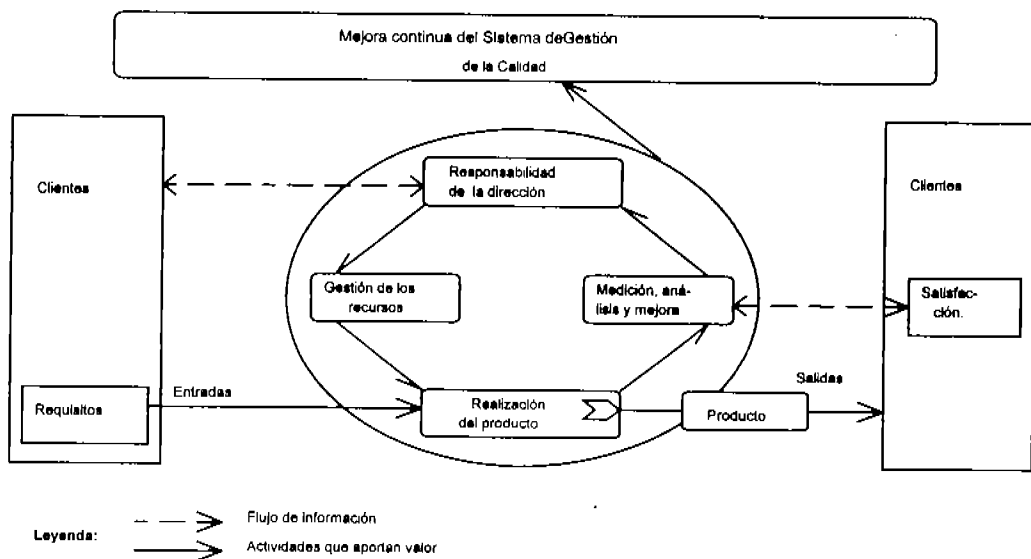 Mejora continua del Sistema deGestión
de la Calidad
Clientes
Responsabilidad
de la dirección
Clientes
Gestión de los
recursos
Medición, aná-
lisis y mejora
Satisfac-
ción.
Requisitos
Entradas
Realización
del producto
Producto
Salidas
Leyenda:
Flujo de información
Actividades que aportan valor